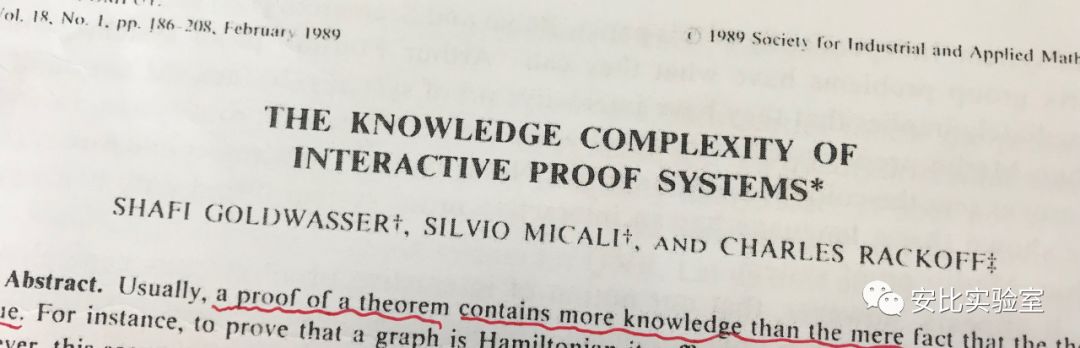 Vol. 18, No. 1, pp. 186–208, February 1989
© 1989 Society for Industrial and Applied Math
THE KNOWLEDGE COMPLEXITY OF
INTERACTIVE PROOF SYSTEMS*
SHAFI GOLDWASSER†, SILVIO MICALI†, AND CHARLES RACKOFF‡
Abstract. Usually, a proof of a theorem contains more knowledge than the mere fact that the th
ue. For instance, to prove that a graph is Hamiltonian
安比实验室